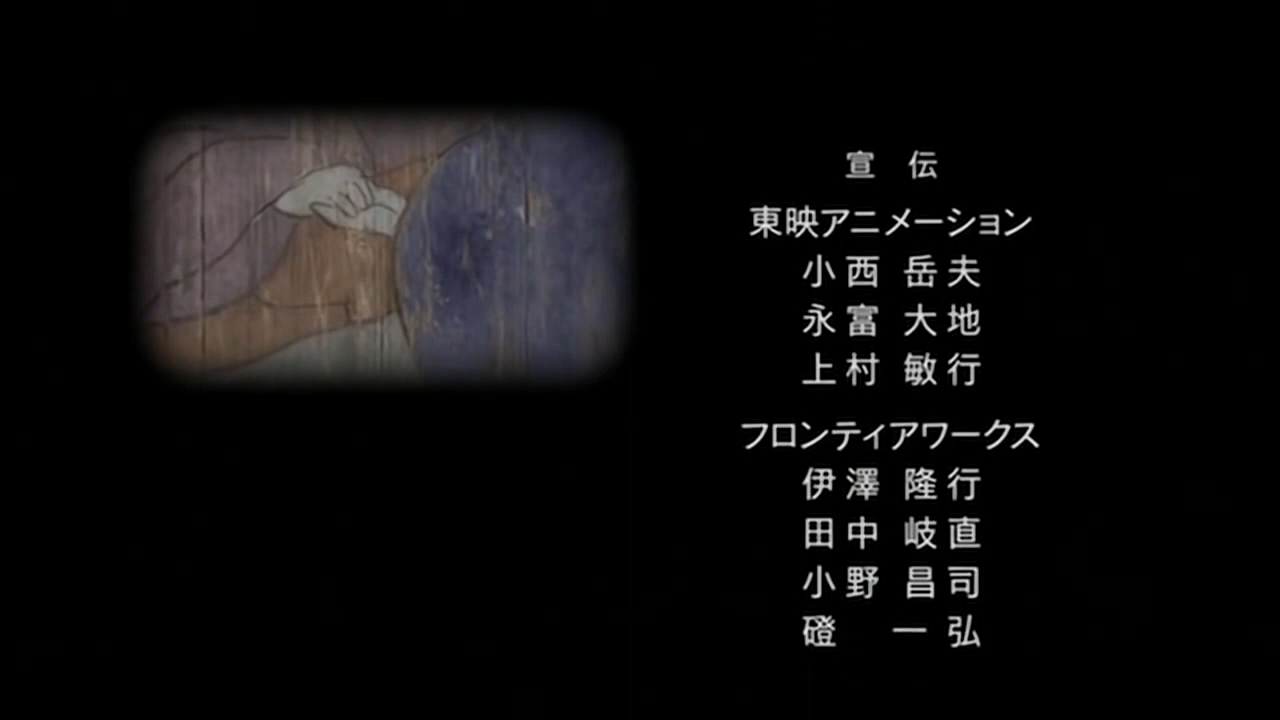 宣 伝
東映アニメーション
小西 岳夫
永富 大地
上村 敏行
フロンティアワークス
伊澤 隆行
田中 岐直
小野 昌司
磴 一弘